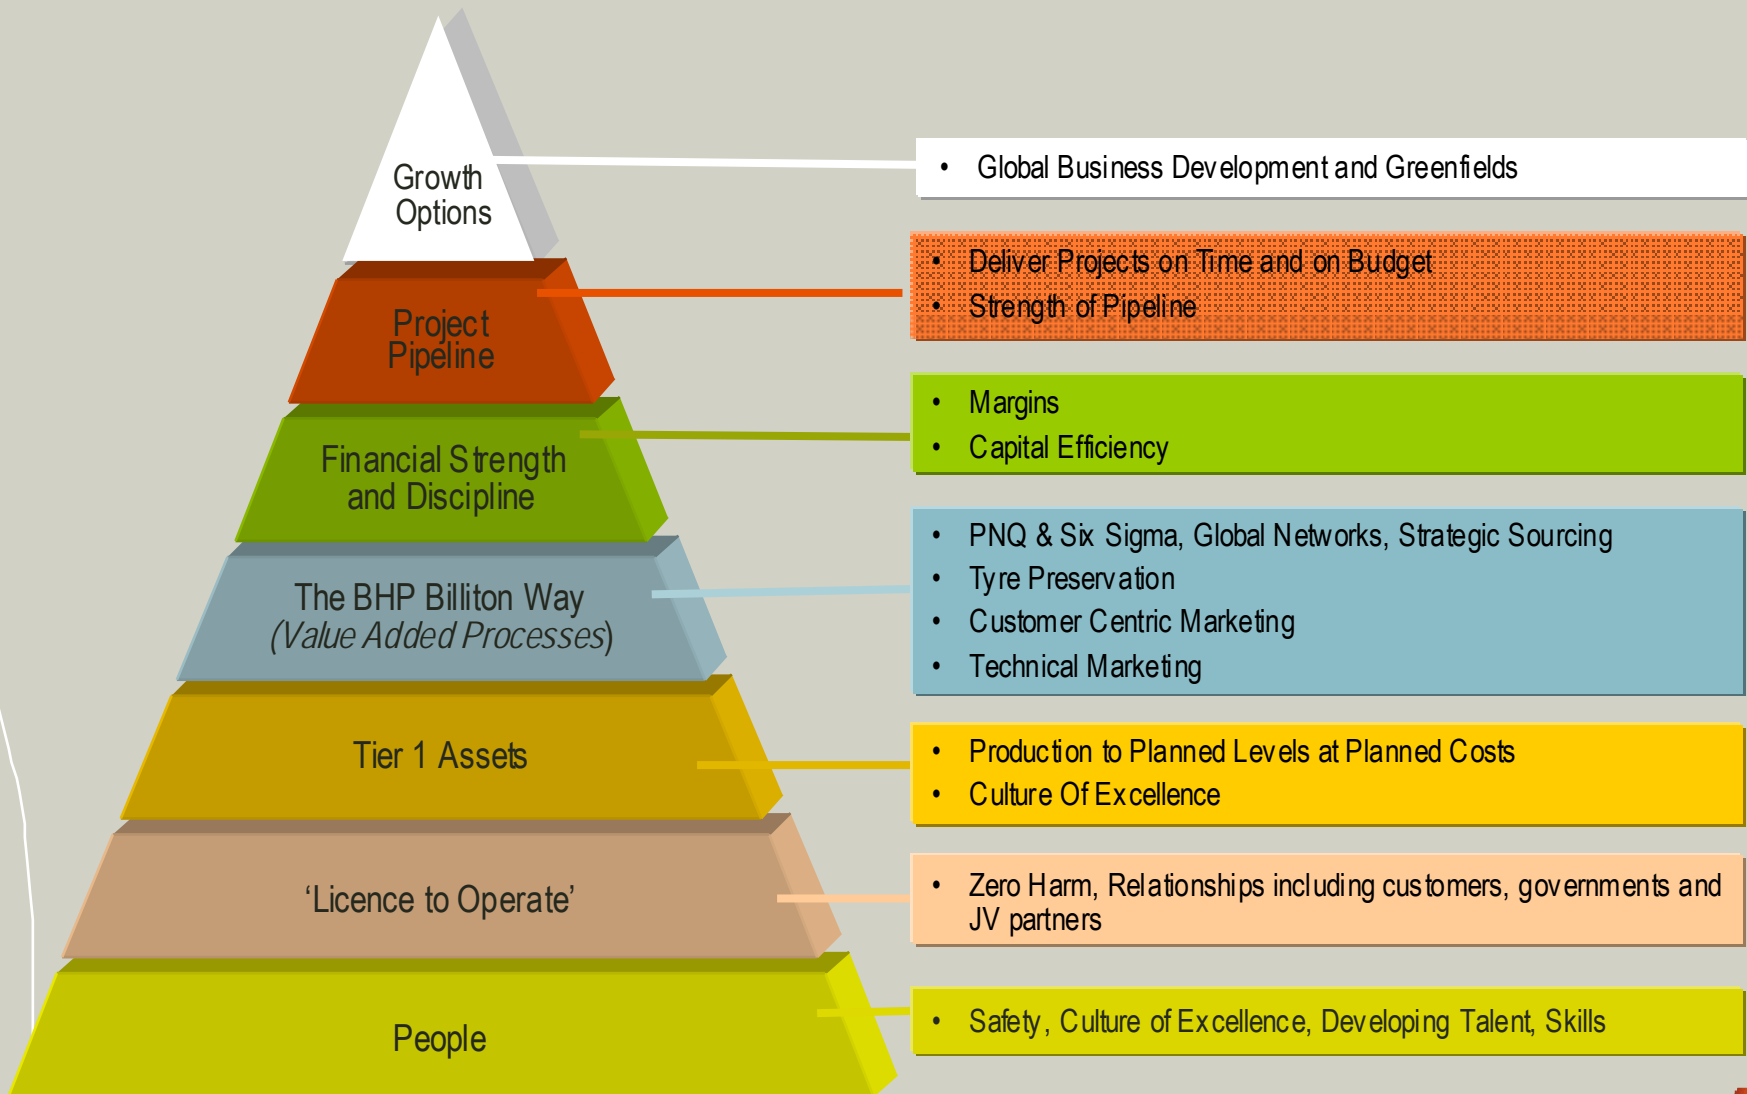 Growth
Options
• Global Business Development and Greenfields
Project
Pipeline
• Deliver Projects on Time and on Budget
• Strength of Pipeline
Financial Strength
and Discipline
• Margins
• Capital Efficiency
The BHP Billiton Way
(Value Added Processes)
• PNQ & Six Sigma, Global Networks, Strategic Sourcing
• Tyre Preservation
• Customer Centric Marketing
• Technical Marketing
Tier 1 Assets
• Production to Planned Levels at Planned Costs
• Culture Of Excellence
‘Licence to Operate’
• Zero Harm, Relationships including customers, governments and
JV partners
People
• Safety, Culture of Excellence, Developing Talent, Skills